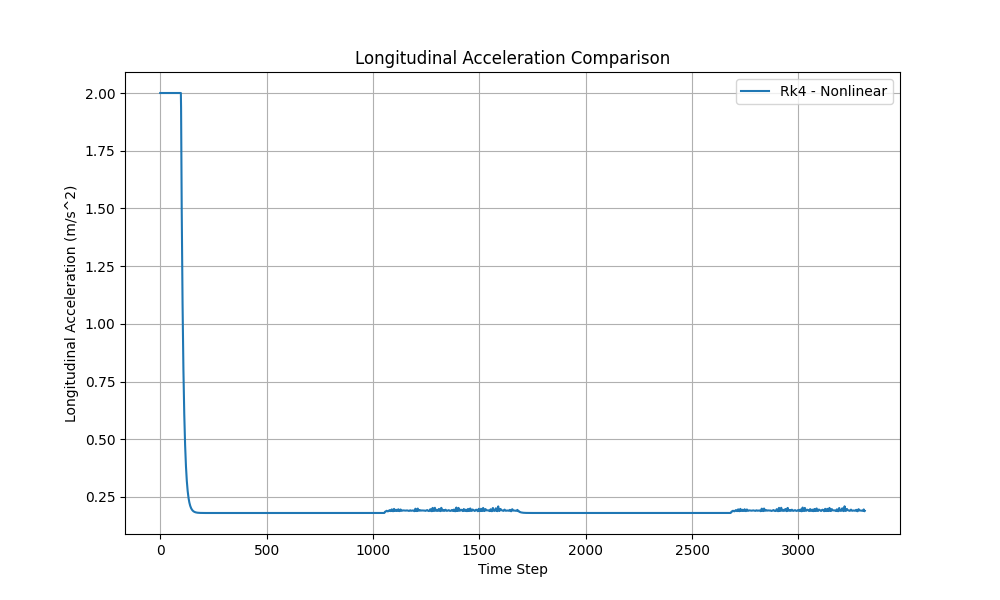 Longitudinal Acceleration Comparison
Rk4 - Nonlinear
Longitudinal Acceleration (m/s^2)
2.00
1.75
1.50
1.25
1.00
0.75
0.50
0.25
0 500 1000 1500 2000 2500 3000
Time Step